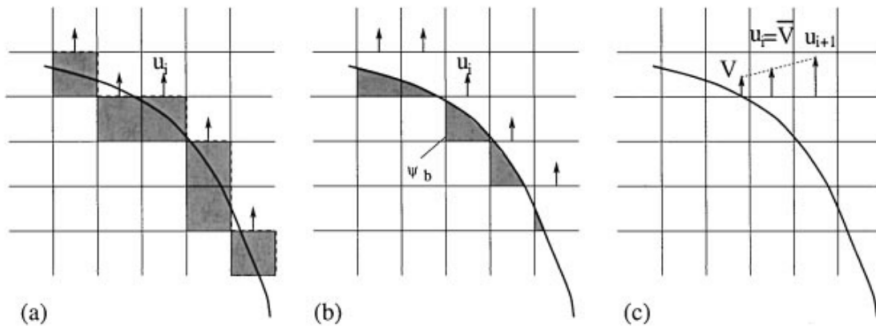 u_i
u_i
ψ_b
V
u_i=V̅
u_{i+1}
(a)
(b)
(c)